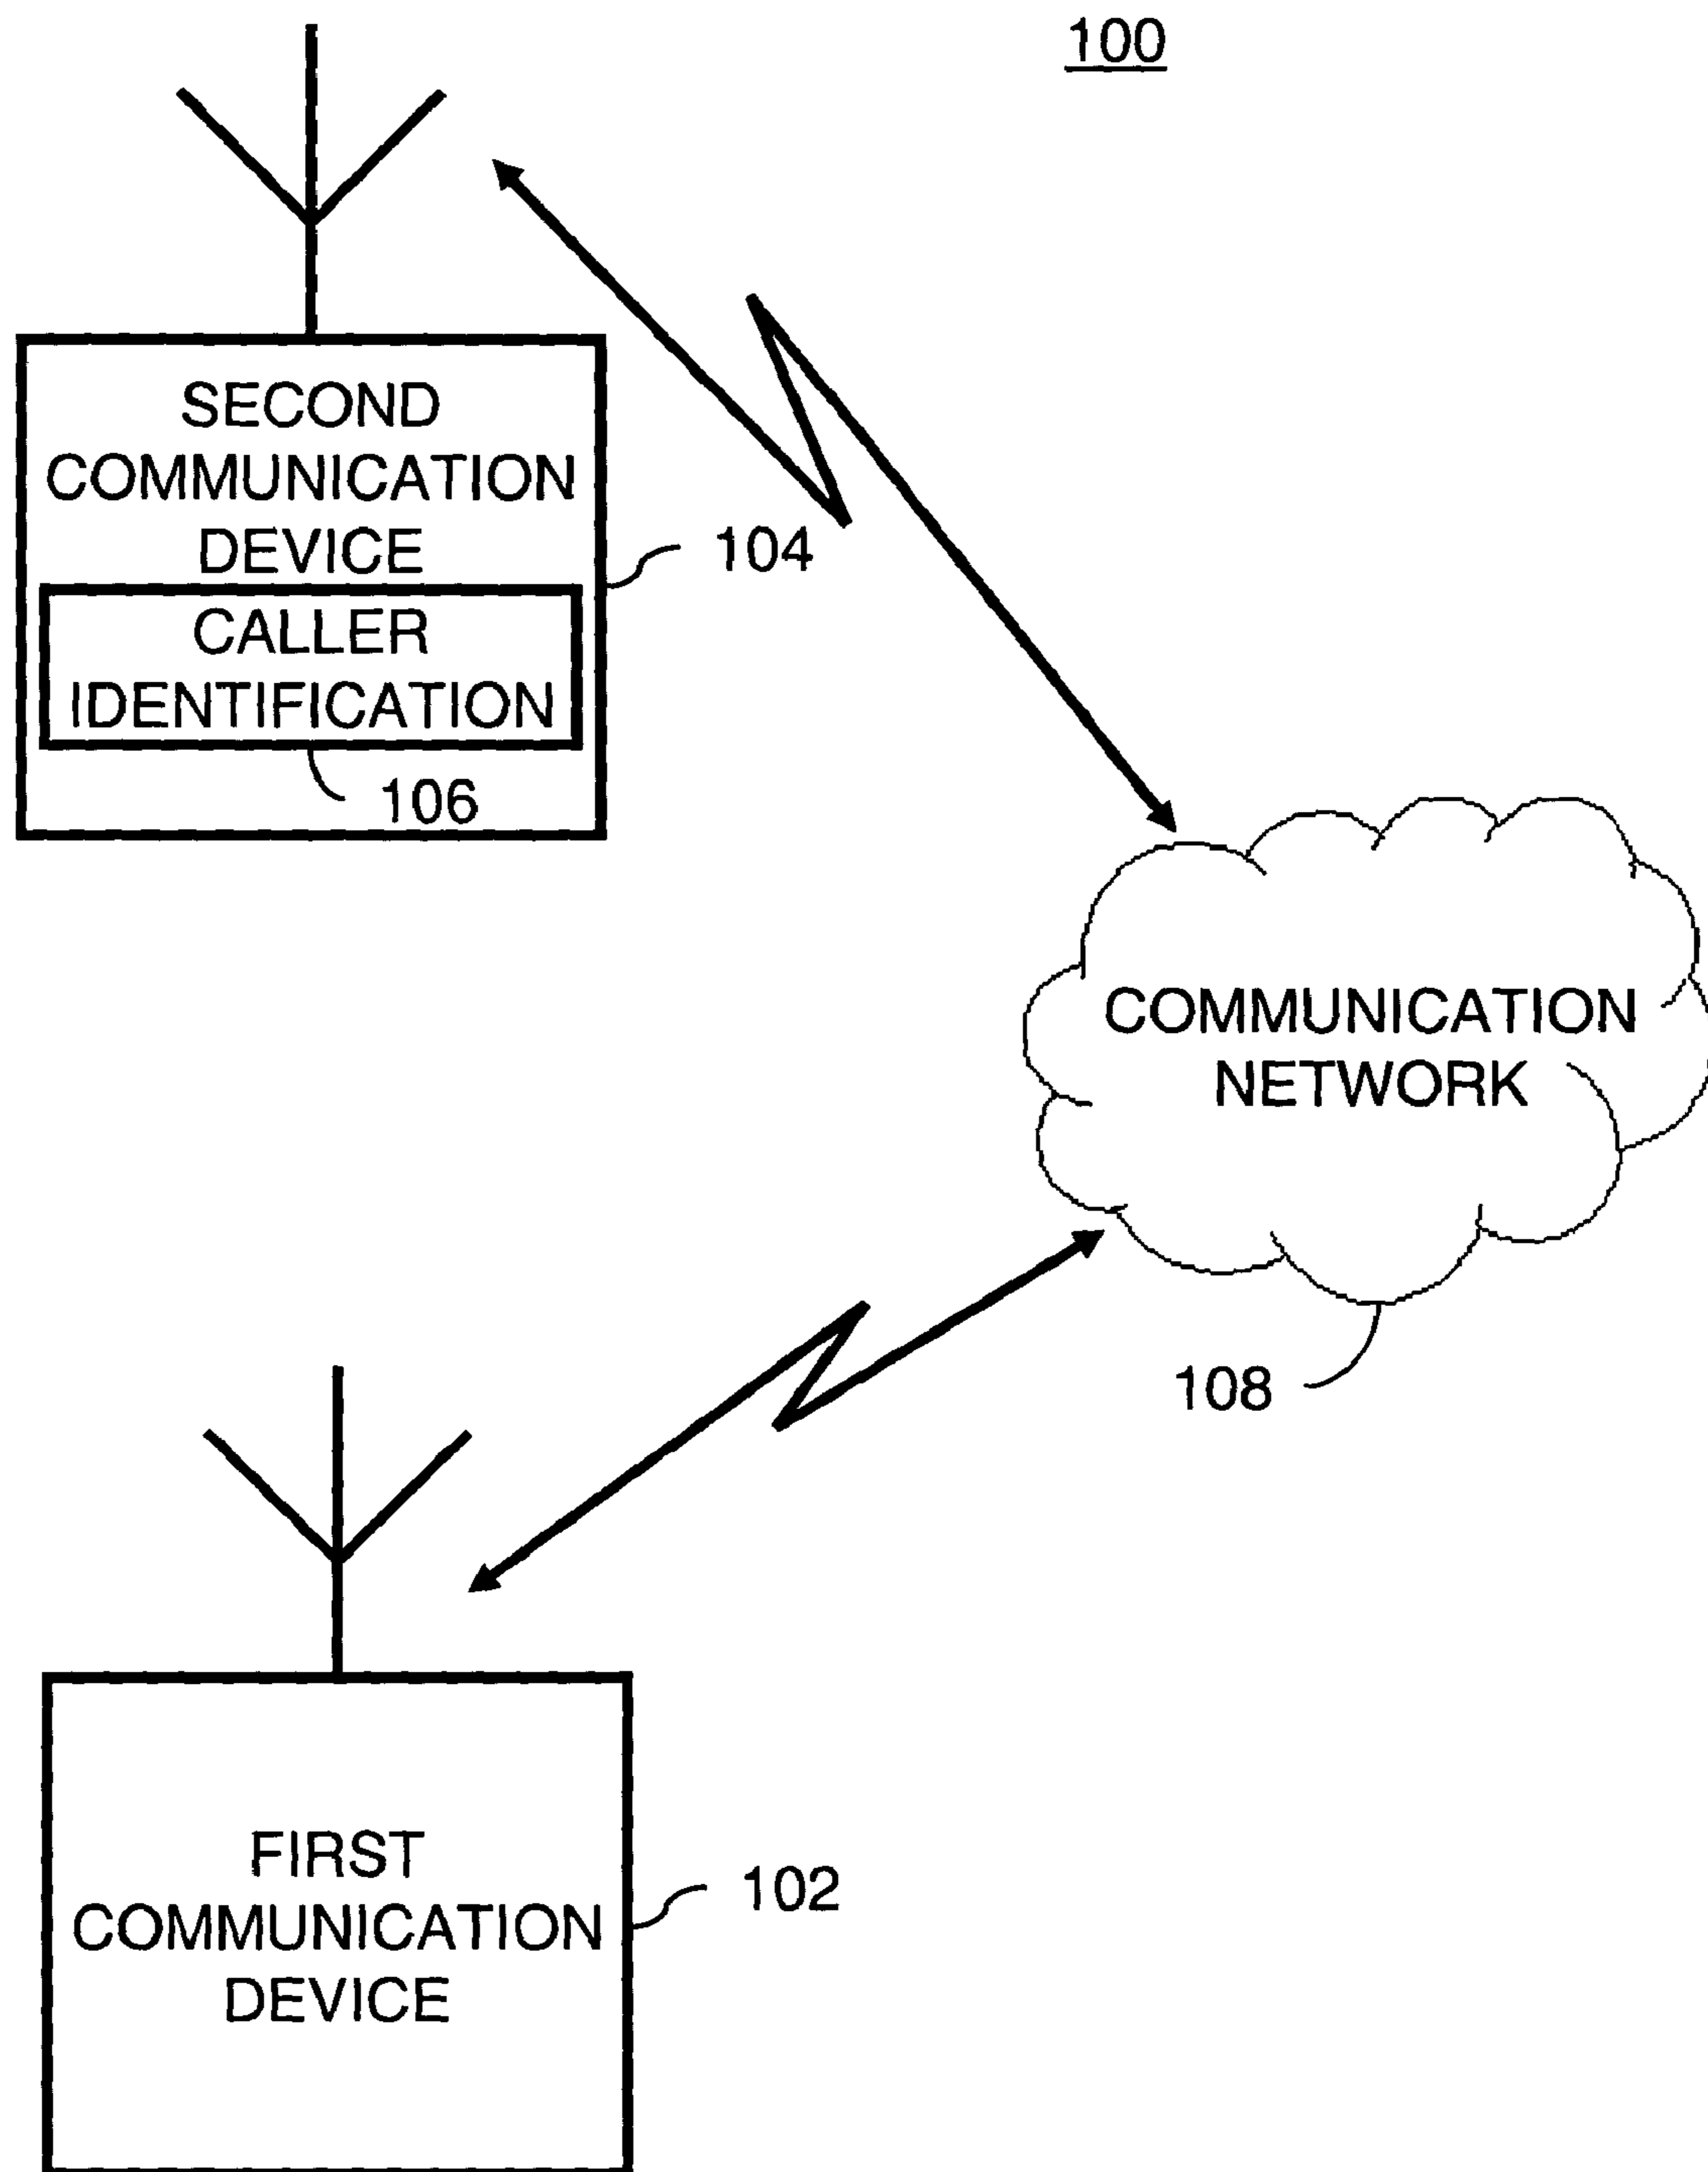 100
SECOND
COMMUNICATION
DEVICE
104
CALLER
IDENTIFICATION
106
COMMUNICATION
NETWORK
108
FIRST
COMMUNICATION
DEVICE
102